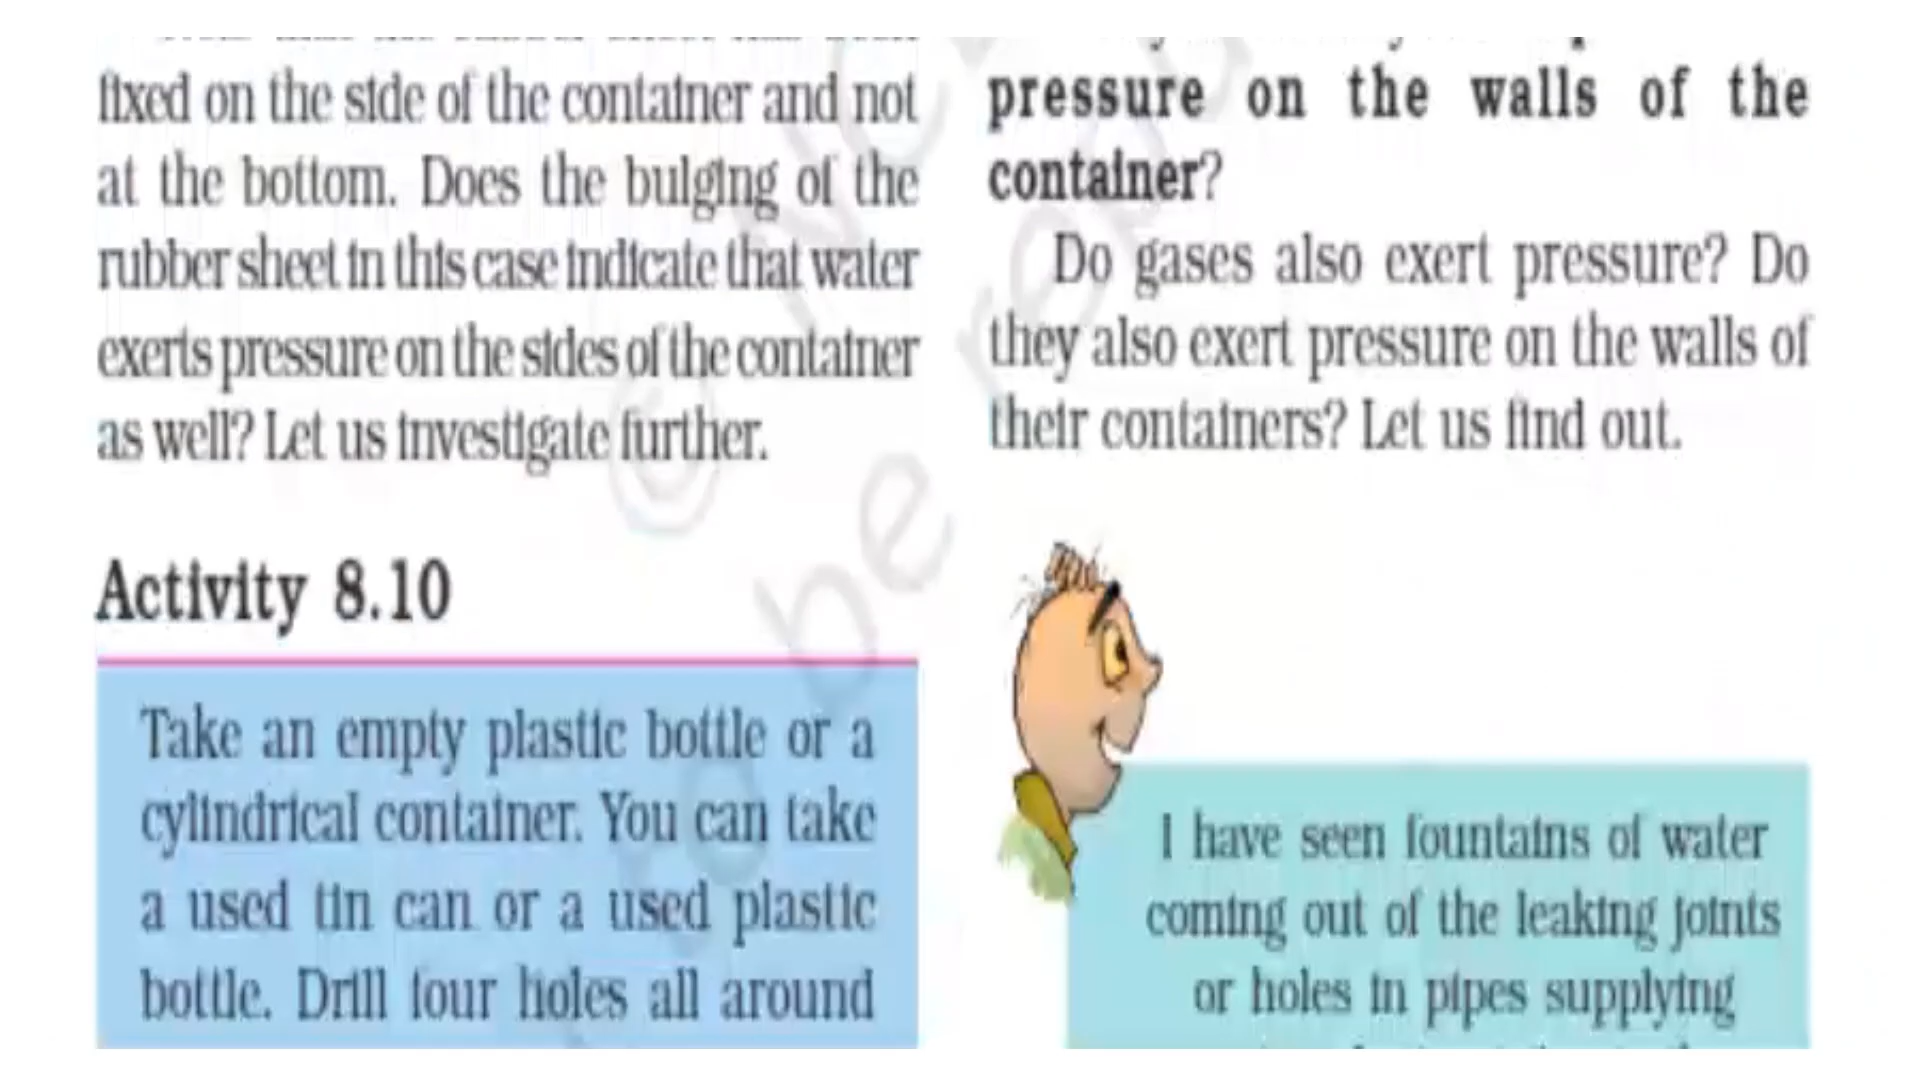 fixed on the side of the container and not
at the bottom. Does the bulging of the
rubber sheet in this case indicate that water
exerts pressure on the sides of the container
as well? Let us investigate further.
Activity 8.10
Take an empty plastic bottle or a
cylindrical container. You can take
a used tin can or a used plastic
bottle. Drill four holes all around
pressure on the walls of the
container?
Do gases also exert pressure? Do
they also exert pressure on the walls of
their containers? Let us find out.
I have seen fountains of water
coming out of the leaking joints
or holes in pipes supplying
© NC
be